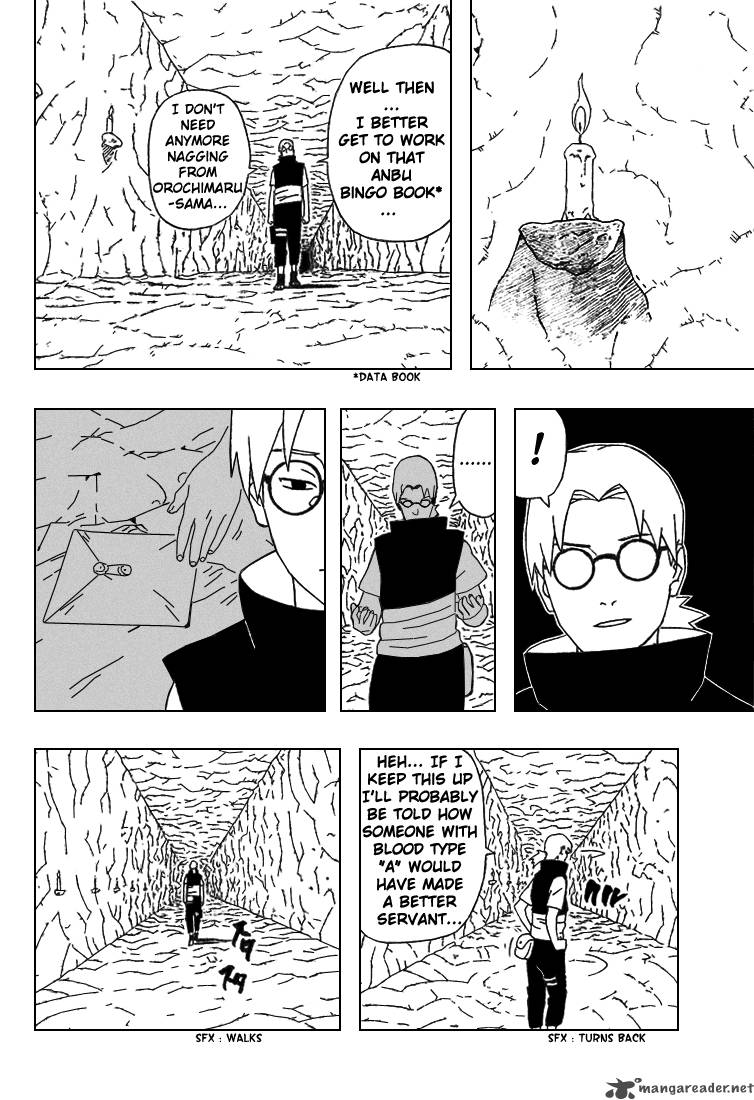 WELL THEN
...
I BETTER
GET TO WORK
ON THAT
ANBU
BINGO BOOK*
...
I DON'T
NEED
ANYMORE
NAGGING
FROM
OROCHIMARU
-SAMA...
*DATA BOOK
!
......
HEH... IF I
KEEP THIS UP
I'LL PROBABLY
BE TOLD HOW
SOMEONE WITH
BLOOD TYPE
"A" WOULD
HAVE MADE
A BETTER
SERVANT...
SFX : TURNS BACK
SFX : WALKS
mangareader.net